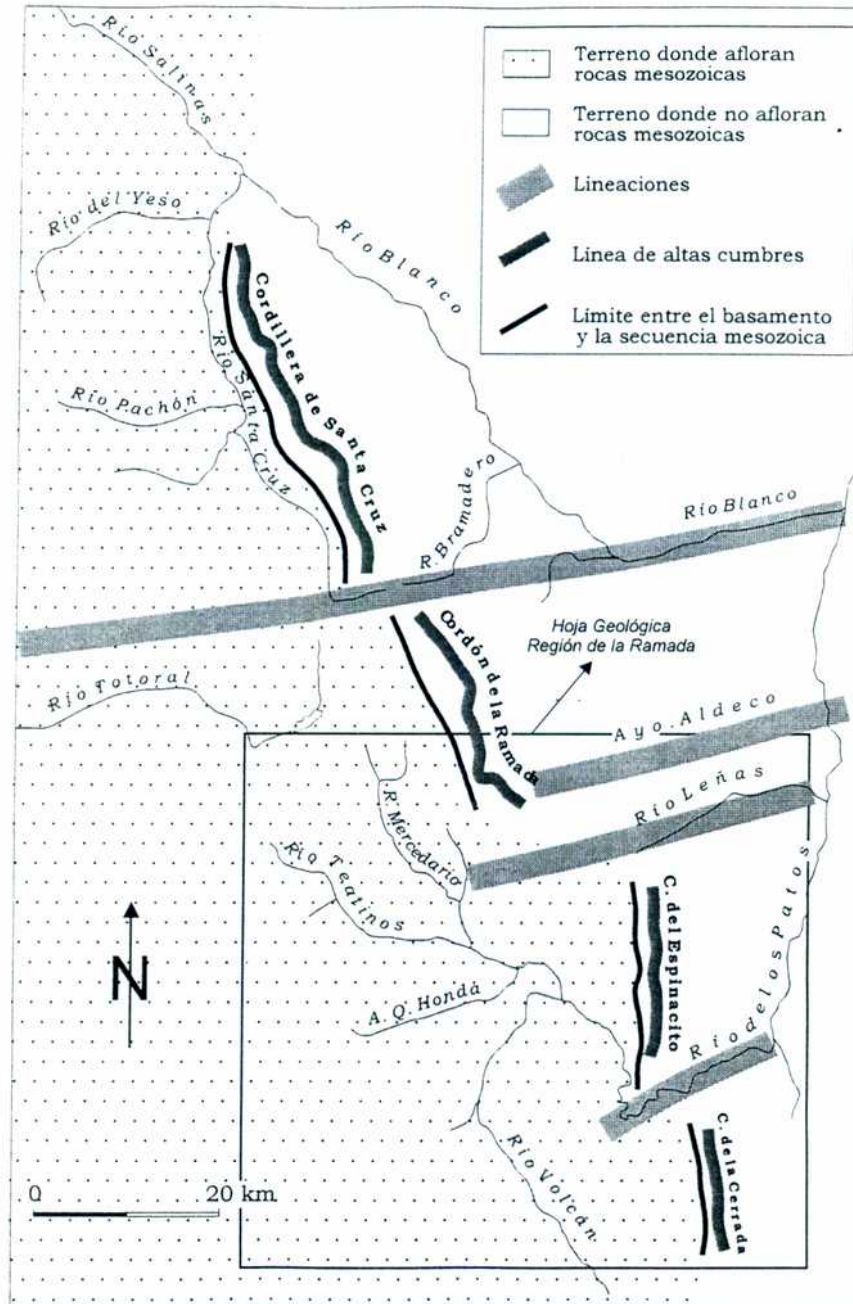 Río Salinas
Terreno donde afloran
rocas mesozoicas
Terreno donde no afloran
rocas mesozoicas
Lineaciones
Línea de altas cumbres
Límite entre el basamento
y la secuencia mesozoica
Río del Yeso
Río Blanco
Cordillera de Santa Cruz
Río Santa Cruz
Río Pachón
R. Bramadero
Río Blanco
Hoja Geológica
Región de la Ramada
Cordón de la Ramada
Río Totoral
Ayo. Aldeco
Río Leñas
R. Mercedario
Río Teatinos
N
C. del Espinacito
Río de los Patos
A. Q. Hondá
Río Volcán
C. de la Cerrada
0 20 km